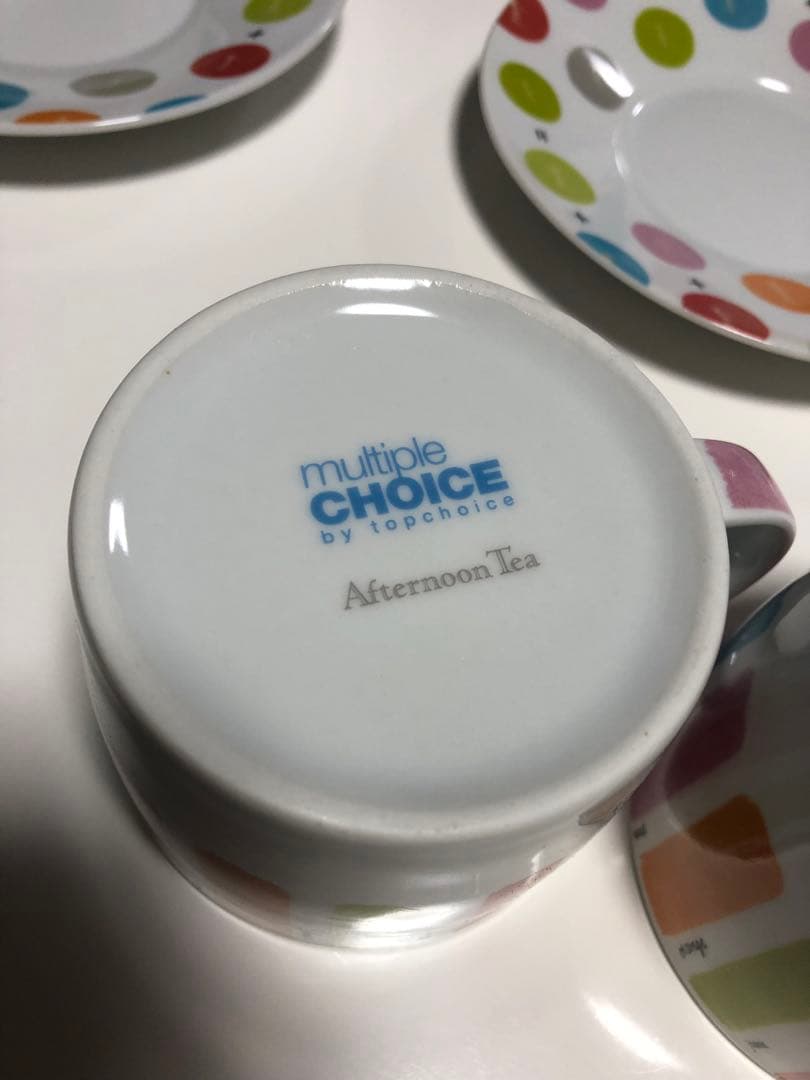 multiple
CHOICE
by topchoice
Afternoon Tea